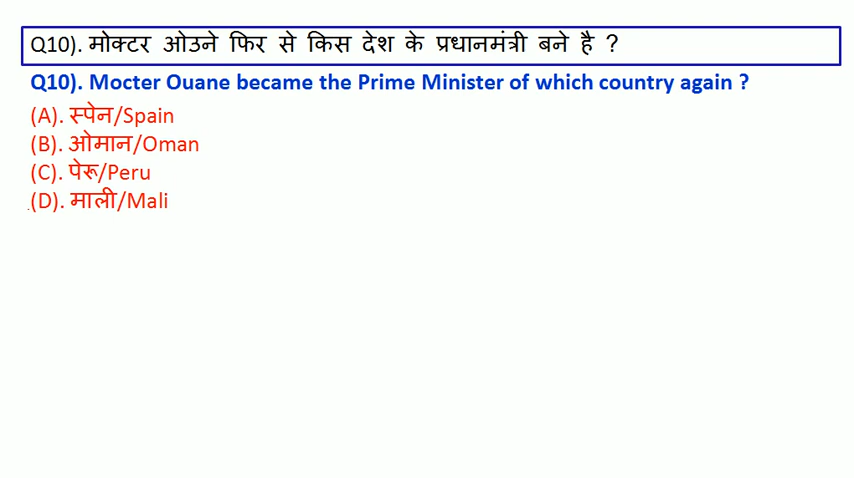 Q10). मोक्टर ओउने फिर से किस देश के प्रधानमंत्री बने है ?
Q10). Mocter Ouane became the Prime Minister of which country again ?
(A). स्पेन/Spain
(B). ओमान/Oman
(C). पेरू/Peru
(D). माली/Mali